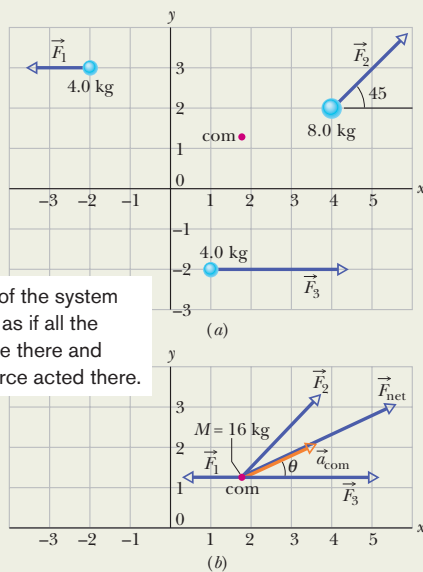 y
F₁
3
4.0 kg
F₂
45
2
8.0 kg
com
1
0
x
–3 –2 –1 1 2 3 4 5
–1
4.0 kg
–2
F₃
–3
(a)
of the system
as if all the
e there and
rce acted there.
y
3
F₂
Fnet
M = 16 kg
2
F₁
acom
θ
1
com
F₃
0
x
–3 –2 –1 1 2 3 4 5
(b)